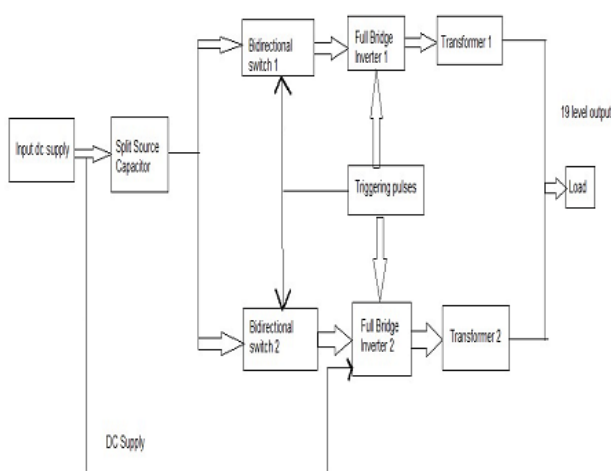 Bidirectional
switch 1
Full Bridge
Inverter 1
Transformer 1
19 level output
Input dc supply
Split Source
Capacitor
Triggering pulses
Load
Bidirectional
switch 2
Full Bridge
Inverter 2
Transformer 2
DC Supply